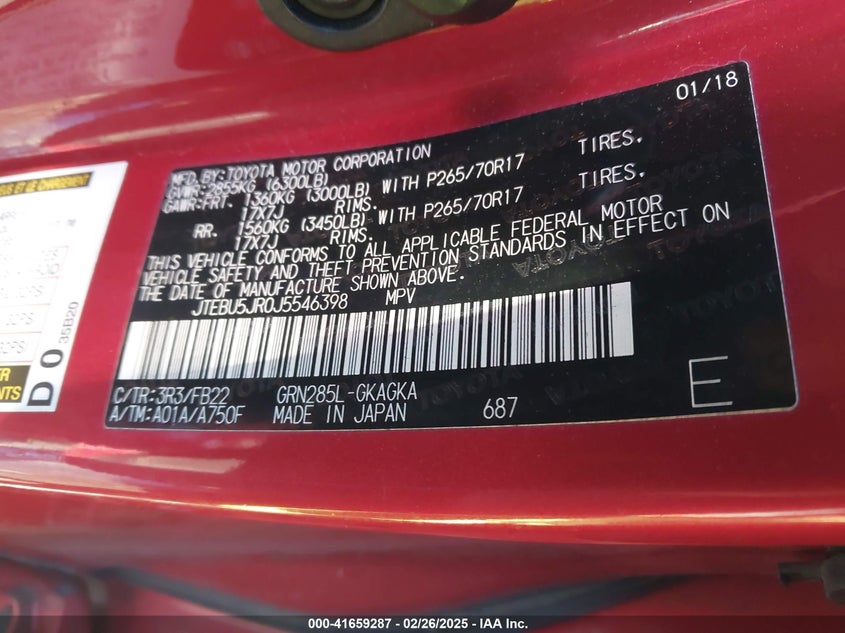 01/18
MFD.BY:TOYOTA MOTOR CORPORATION
GVWR:2855KG (6300LB)
GAWR:FRT. 1360KG (3000LB) WITH P265/70R17 TIRES,
17X7J RIMS.
RR. 1560KG (3450LB) WITH P265/70R17 TIRES,
17X7J RIMS.
THIS VEHICLE CONFORMS TO ALL APPLICABLE FEDERAL MOTOR
VEHICLE SAFETY AND THEFT PREVENTION STANDARDS IN EFFECT ON
THE DATE OF MANUFACTURE SHOWN ABOVE.
JTEBU5JR0J5546398 MPV
C/TR:3R3/FB22 GRN285L-GKAGKA
A/TM:A01A/A750F MADE IN JAPAN 687
E
D0 35B20
000-41659287 - 02/26/2025 - IAA Inc.